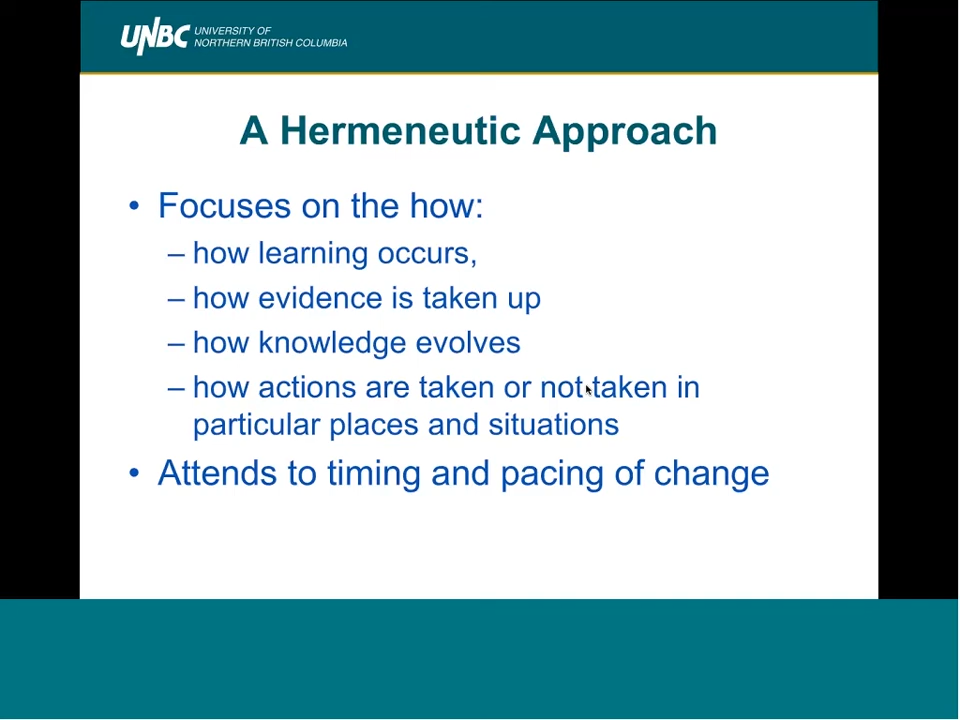 UNBC UNIVERSITY OF
NORTHERN BRITISH COLUMBIA
A Hermeneutic Approach
• Focuses on the how:
– how learning occurs,
– how evidence is taken up
– how knowledge evolves
– how actions are taken or not taken in
particular places and situations
• Attends to timing and pacing of change